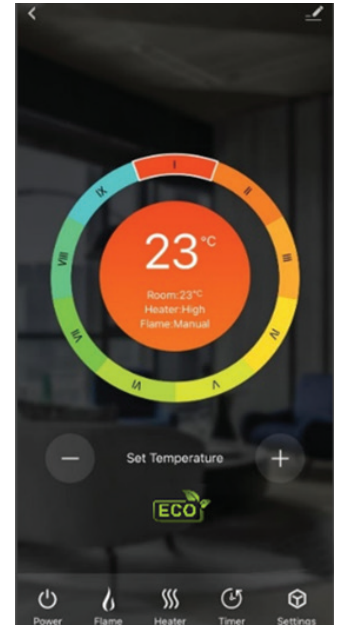 I
II
III
IV
V
VI
VII
VIII
IX
23°C
Room:23°C
Heater:High
Flame:Manual
Set Temperature
ECO
Power Flame Heater Timer Settings